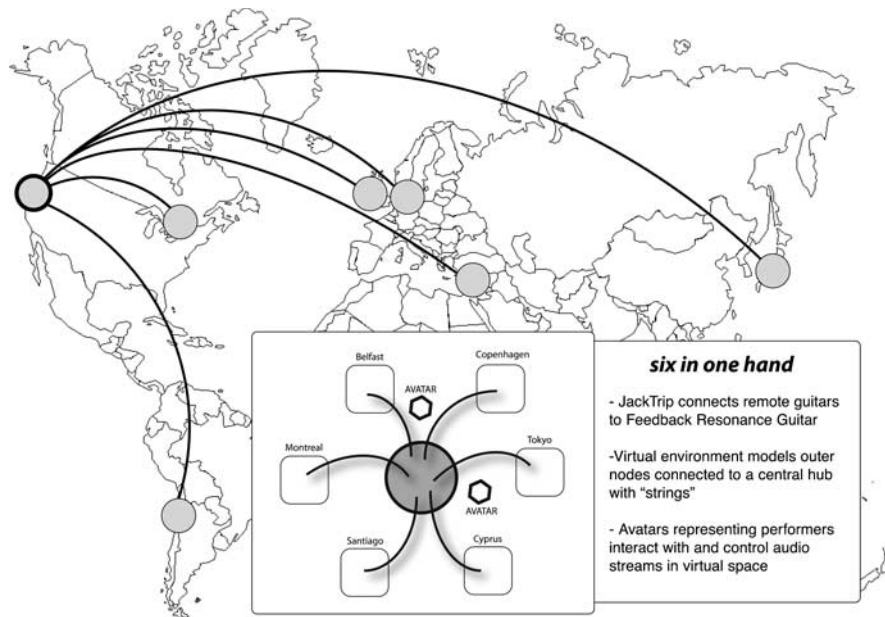 Belfast
Copenhagen
AVATAR
Montreal
Tokyo
AVATAR
Santiago
Cyprus
six in one hand
- JackTrip connects remote guitars
to Feedback Resonance Guitar
-Virtual environment models outer
nodes connected to a central hub
with “strings”
- Avatars representing performers
interact with and control audio
streams in virtual space